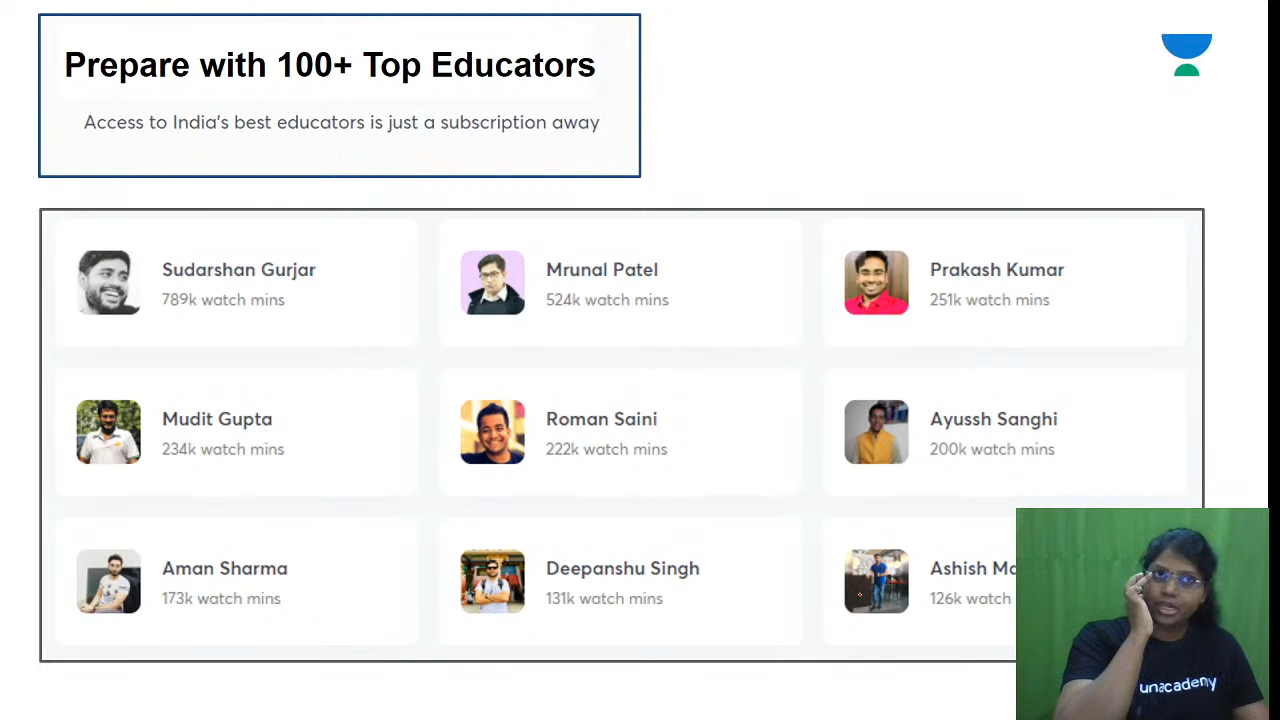 Prepare with 100+ Top Educators
Access to India's best educators is just a subscription away
Sudarshan Gurjar
789k watch mins
Mrunal Patel
524k watch mins
Prakash Kumar
251k watch mins
Mudit Gupta
234k watch mins
Roman Saini
222k watch mins
Ayussh Sanghi
200k watch mins
Aman Sharma
173k watch mins
Deepanshu Singh
131k watch mins
Ashish
126k watch
unacademy